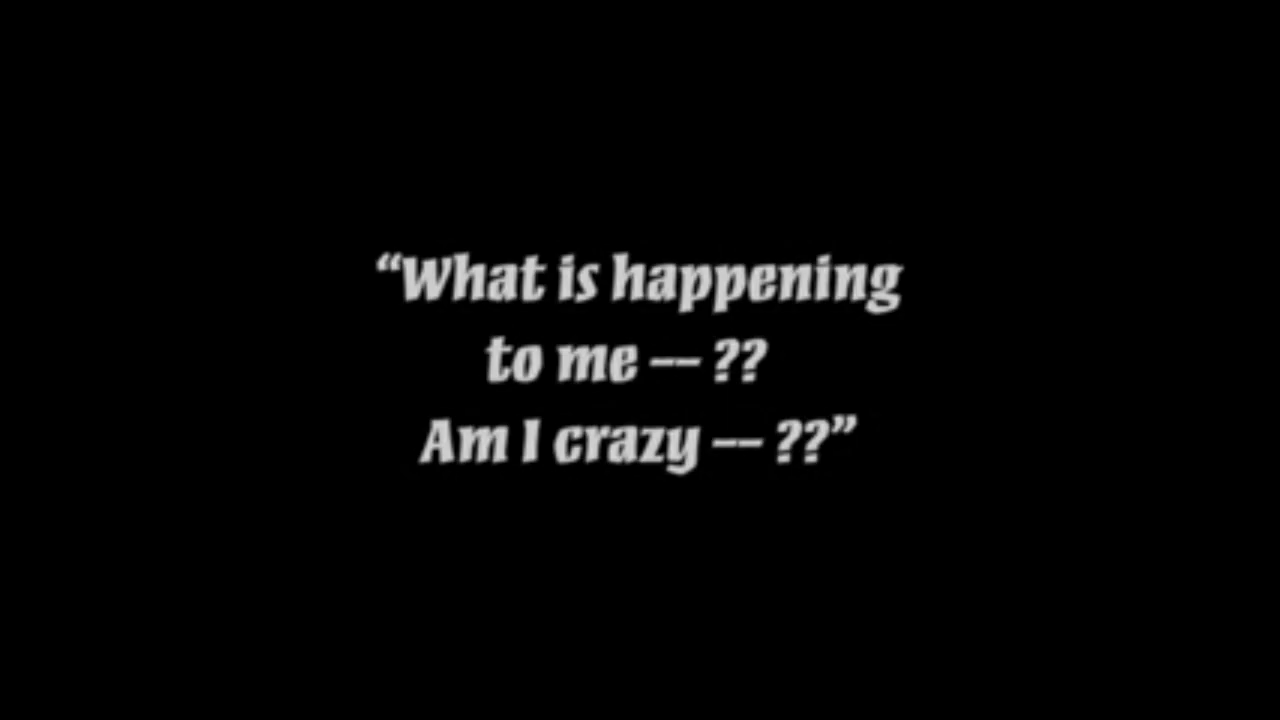 “What is happening
to me -- ??
Am I crazy -- ??”